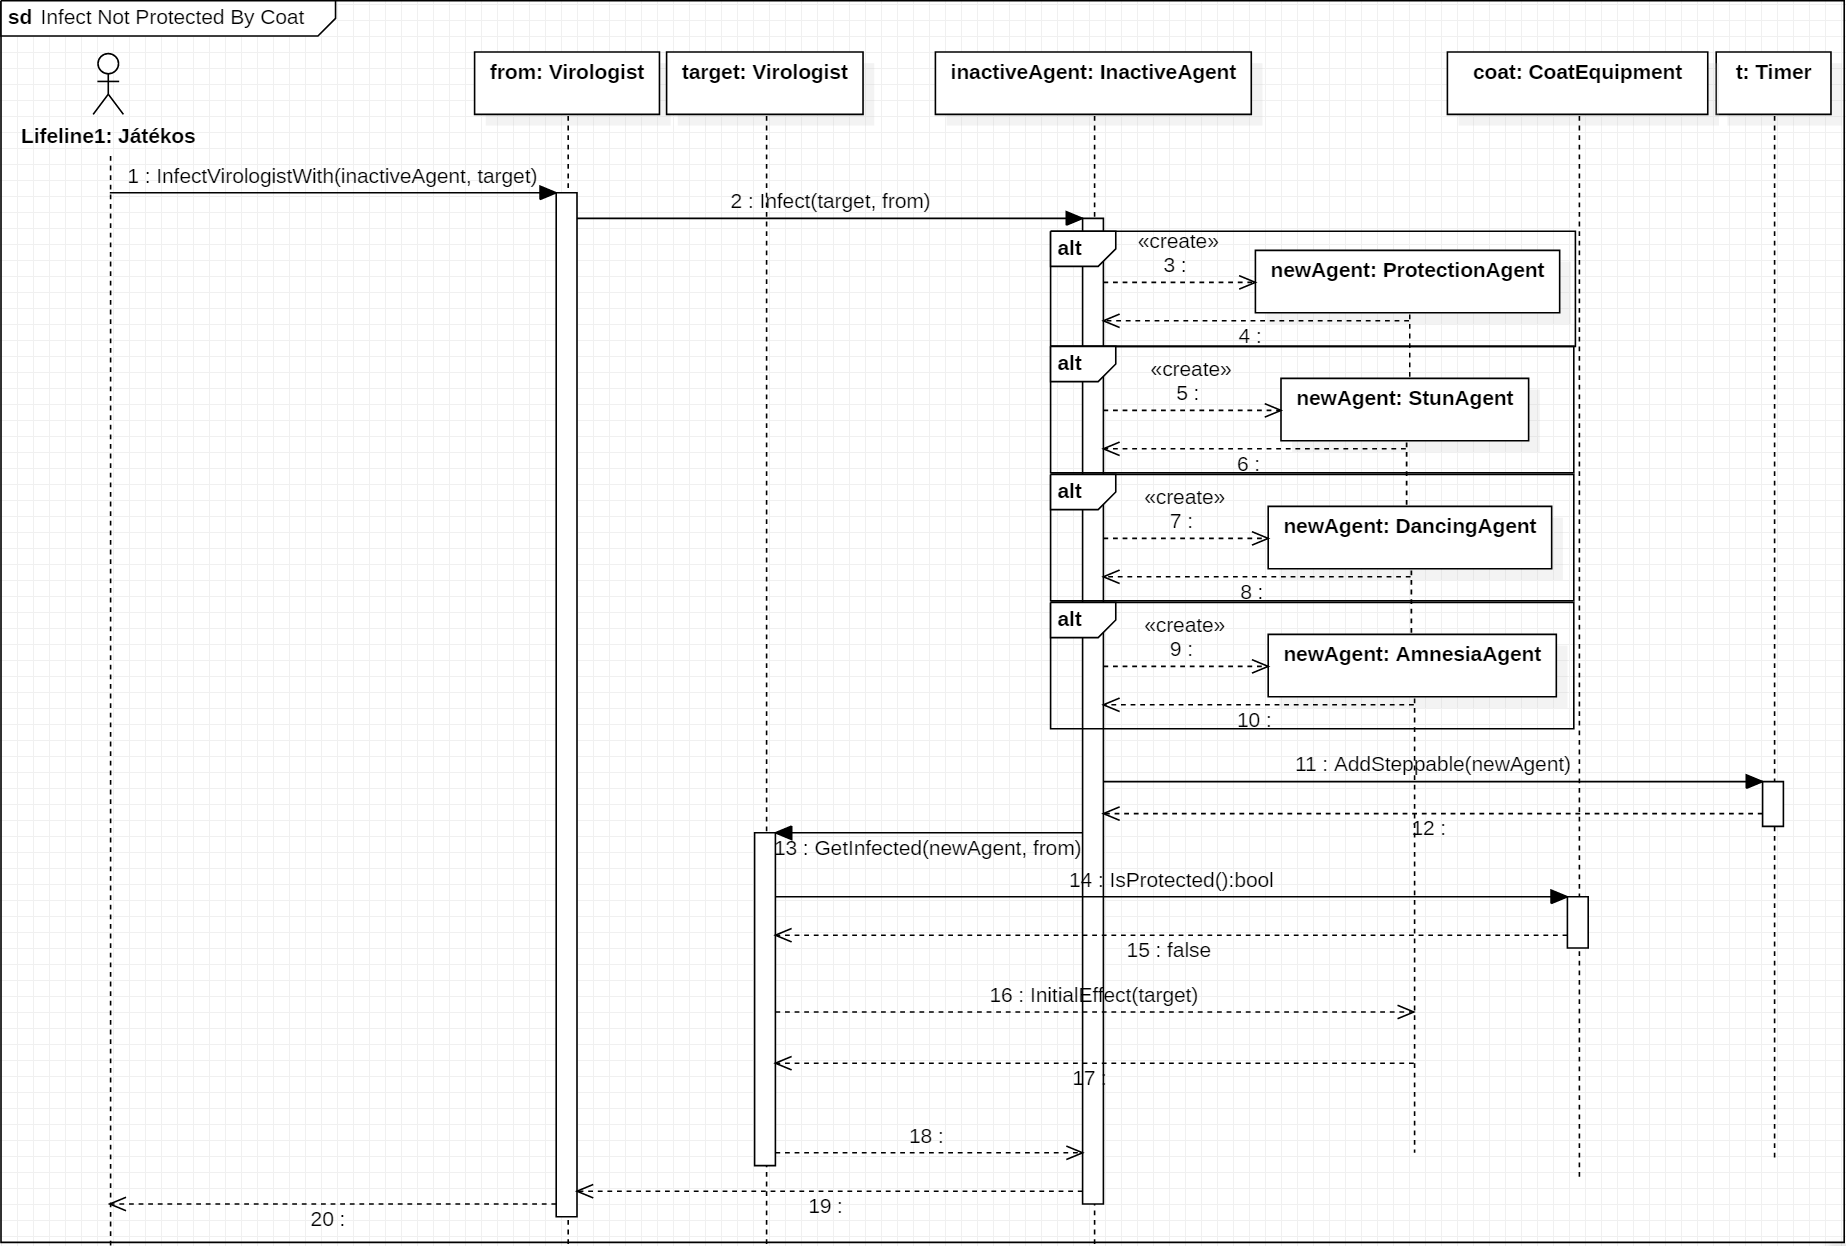 sd Infect Not Protected By Coat
Lifeline1: Játékos
from: Virologist
target: Virologist
inactiveAgent: InactiveAgent
coat: CoatEquipment
t: Timer
1 : InfectVirologistWith(inactiveAgent, target)
2 : Infect(target, from)
alt
«create»
3 :
newAgent: ProtectionAgent
4 :
alt
«create»
5 :
newAgent: StunAgent
6 :
alt
«create»
7 :
newAgent: DancingAgent
8 :
alt
«create»
9 :
newAgent: AmnesiaAgent
10 :
11 : AddSteppable(newAgent)
12 :
13 : GetInfected(newAgent, from)
14 : IsProtected():bool
15 : false
16 : InitialEffect(target)
17 :
18 :
19 :
20 :